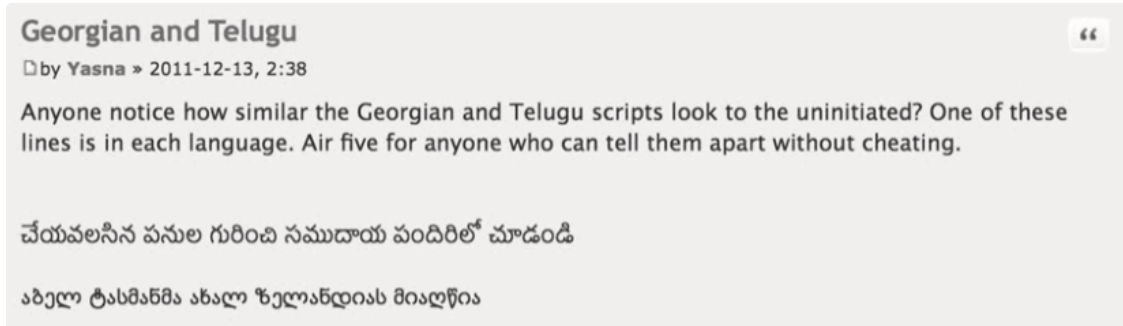 Georgian and Telugu
by Yasna » 2011-12-13, 2:38
Anyone notice how similar the Georgian and Telugu scripts look to the uninitiated? One of these
lines is in each language. Air five for anyone who can tell them apart without cheating.
చేయవలసిన పనుల గురించి సముదాయ పందిరిలో చూడండి
აბელ ტასმანმა ახალ ზელანდიას მიაღწია